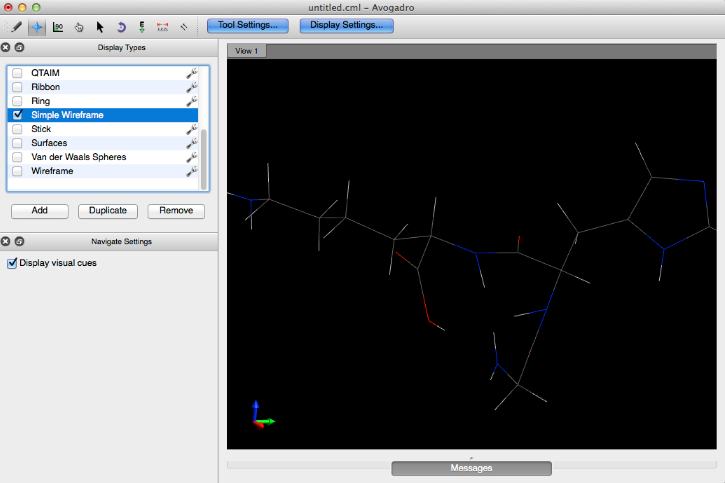 untitled.cml – Avogadro
Tool Settings... Display Settings...
Display Types
View 1
QTAIM
Ribbon
Ring
Simple Wireframe
Stick
Surfaces
Van der Waals Spheres
Wireframe
Add Duplicate Remove
Navigate Settings
Display visual cues
Messages